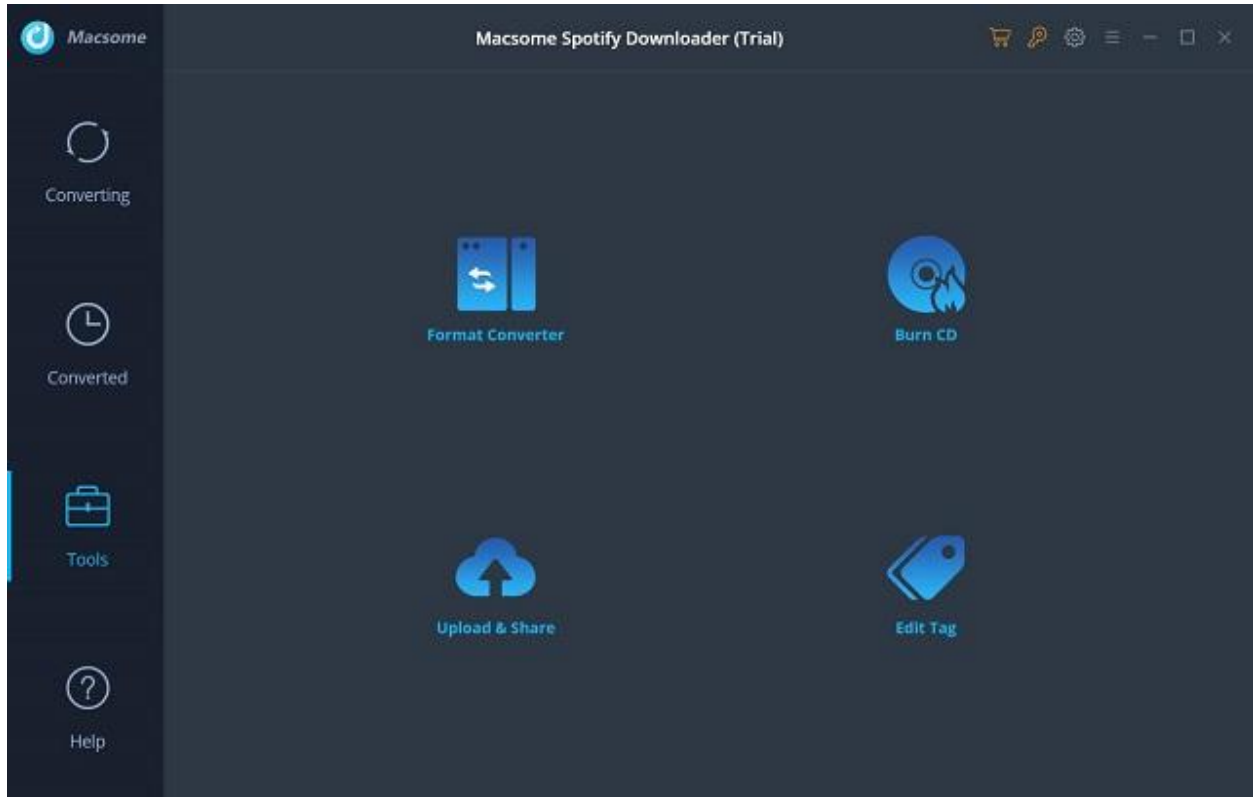 Macsome
Macsome Spotify Downloader (Trial)
Converting
Converted
Tools
Help
Format Converter
Burn CD
Upload & Share
Edit Tag